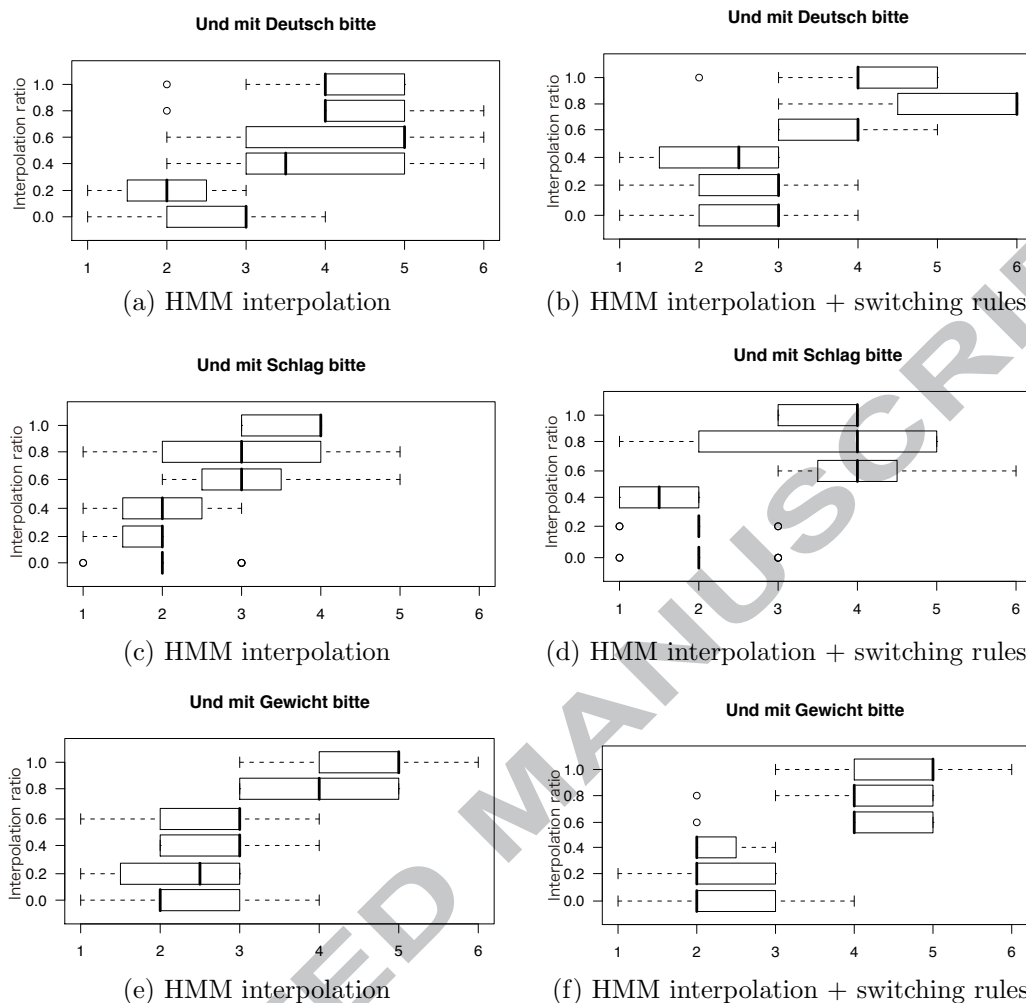 Und mit Deutsch bitte
Interpolation ratio
1.0
0.8
0.6
0.4
0.2
0.0
1 2 3 4 5 6
(a) HMM interpolation
Und mit Deutsch bitte
Interpolation ratio
1.0
0.8
0.6
0.4
0.2
0.0
1 2 3 4 5 6
(b) HMM interpolation + switching rules
Und mit Schlag bitte
Interpolation ratio
1.0
0.8
0.6
0.4
0.2
0.0
1 2 3 4 5 6
(c) HMM interpolation
Und mit Schlag bitte
Interpolation ratio
1.0
0.8
0.6
0.4
0.2
0.0
1 2 3 4 5 6
(d) HMM interpolation + switching rules
Und mit Gewicht bitte
Interpolation ratio
1.0
0.8
0.6
0.4
0.2
0.0
1 2 3 4 5 6
(e) HMM interpolation
Und mit Gewicht bitte
Interpolation ratio
1.0
0.8
0.6
0.4
0.2
0.0
1 2 3 4 5 6
(f) HMM interpolation + switching rules
ED MANUSCRI